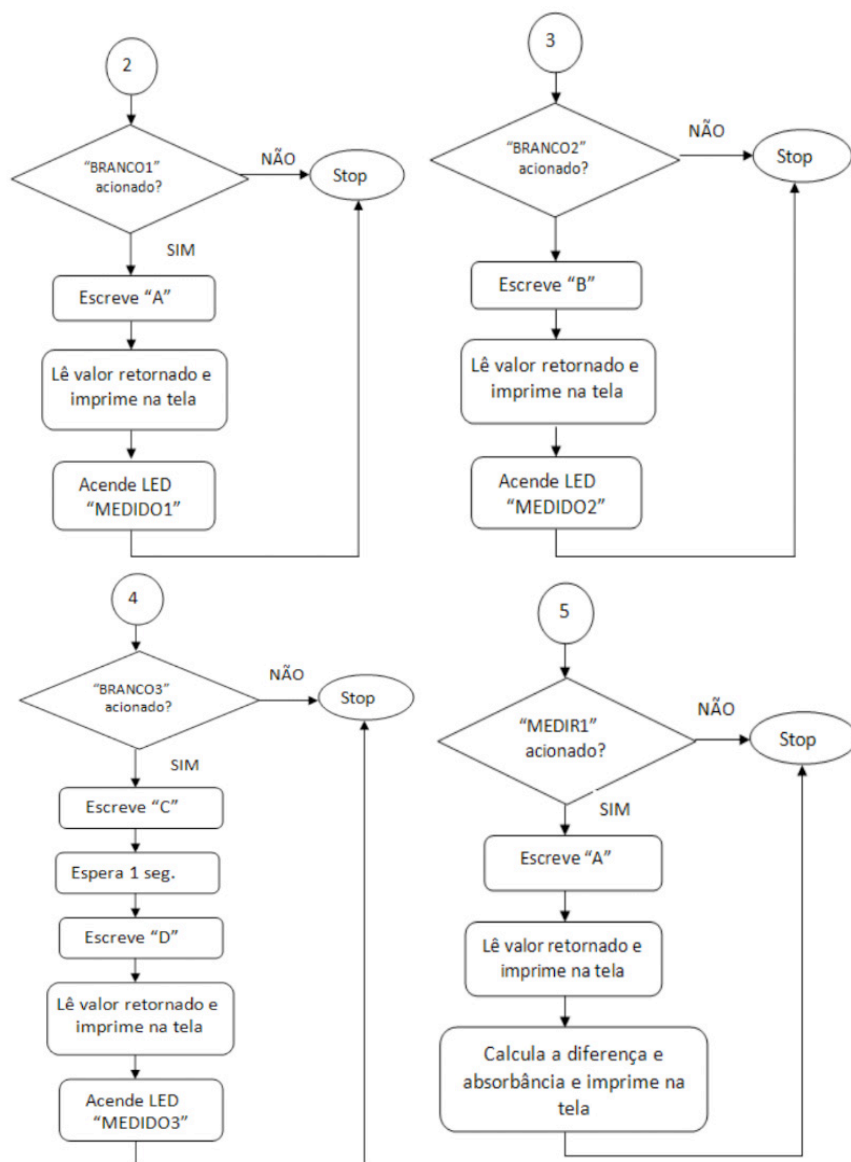 2
"BRANCO1"
acionado?
NÃO
Stop
SIM
Escreve "A"
Lê valor retornado e
imprime na tela
Acende LED
"MEDIDO1"
3
"BRANCO2"
acionado?
NÃO
Stop
Escreve "B"
Lê valor retornado e
imprime na tela
Acende LED
"MEDIDO2"
4
"BRANCO3"
acionado?
NÃO
Stop
SIM
Escreve "C"
Espera 1 seg.
Escreve "D"
Lê valor retornado e
imprime na tela
Acende LED
"MEDIDO3"
5
"MEDIR1"
acionado?
NÃO
Stop
SIM
Escreve "A"
Lê valor retornado e
imprime na tela
Calcula a diferença e
absorbância e imprime na
tela